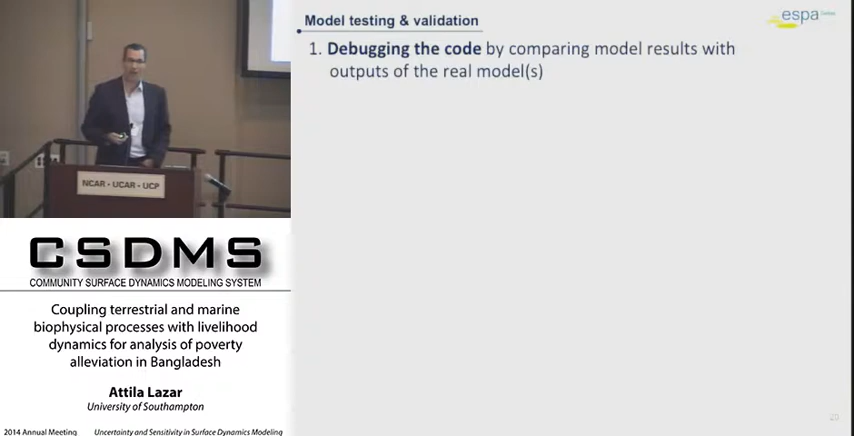 Model testing & validation
espa
1. Debugging the code by comparing model results with
outputs of the real model(s)
NCAR · UCAR · UCP
CSDMS
COMMUNITY SURFACE DYNAMICS MODELING SYSTEM
Coupling terrestrial and marine
biophysical processes with livelihood
dynamics for analysis of poverty
alleviation in Bangladesh
Attila Lazar
University of Southampton
2014 Annual Meeting Uncertainty and Sensitivity in Surface Dynamics Modeling
20